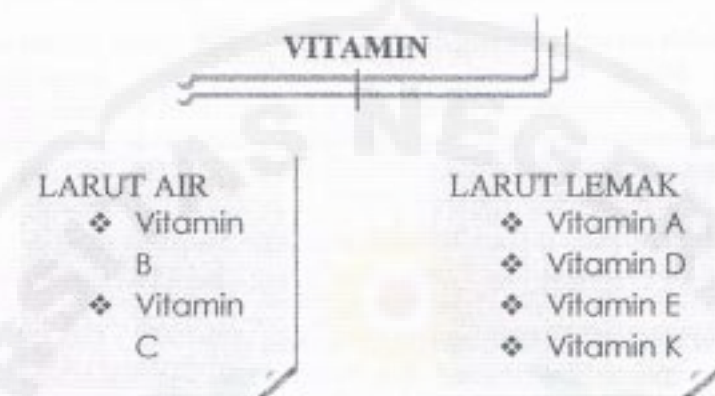 VITAMIN
LARUT AIR
❖ Vitamin
B
❖ Vitamin
C
LARUT LEMAK
❖ Vitamin A
❖ Vitamin D
❖ Vitamin E
❖ Vitamin K